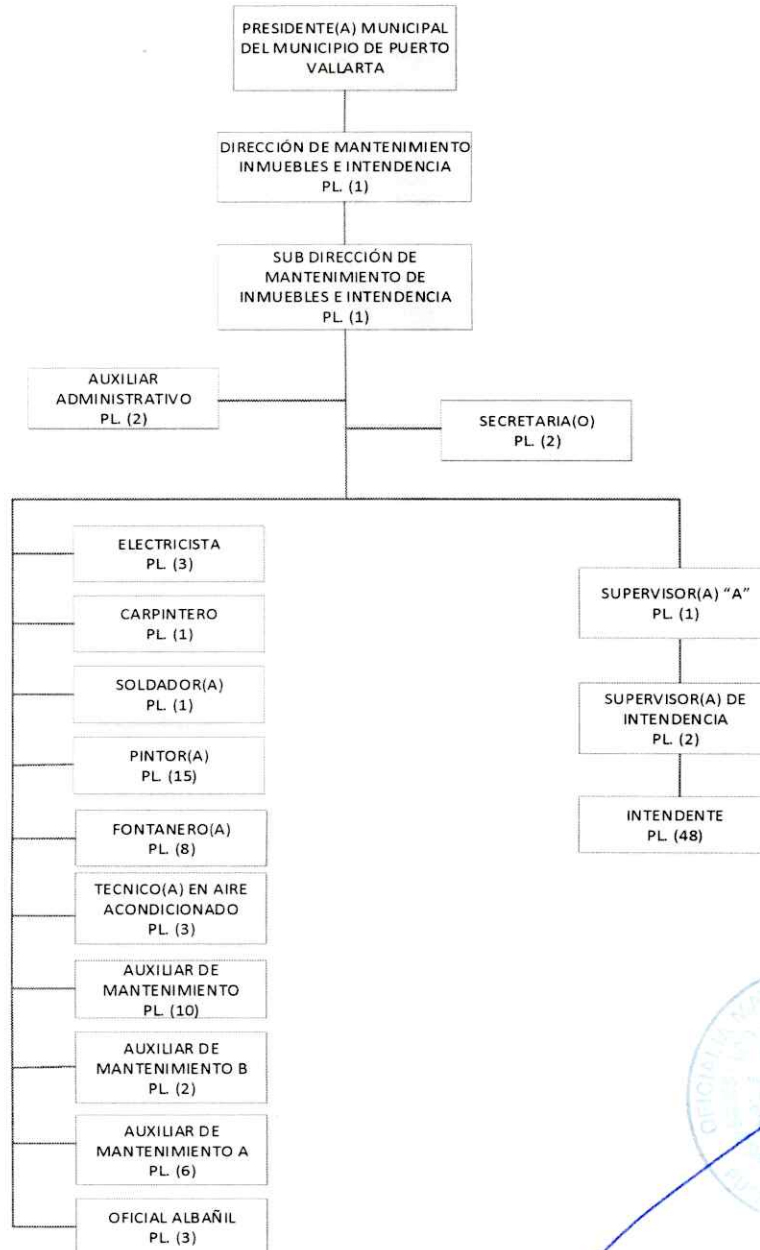 PRESIDENTE(A) MUNICIPAL
DEL MUNICIPIO DE PUERTO
VALLARTA
DIRECCIÓN DE MANTENIMIENTO
INMUEBLES E INTENDENCIA
PL. (1)
SUB DIRECCIÓN DE
MANTENIMIENTO DE
INMUEBLES E INTENDENCIA
PL. (1)
AUXILIAR
ADMINISTRATIVO
PL. (2)
SECRETARIA(O)
PL. (2)
ELECTRICISTA
PL. (3)
CARPINTERO
PL. (1)
SOLDADOR(A)
PL. (1)
PINTOR(A)
PL. (15)
FONTANERO(A)
PL. (8)
TECNICO(A) EN AIRE
ACONDICIONADO
PL. (3)
AUXILIAR DE
MANTENIMIENTO
PL. (10)
AUXILIAR DE
MANTENIMIENTO B
PL. (2)
AUXILIAR DE
MANTENIMIENTO A
PL. (6)
OFICIAL ALBAÑIL
PL. (3)
SUPERVISOR(A) “A”
PL. (1)
SUPERVISOR(A) DE
INTENDENCIA
PL. (2)
INTENDENTE
PL. (48)